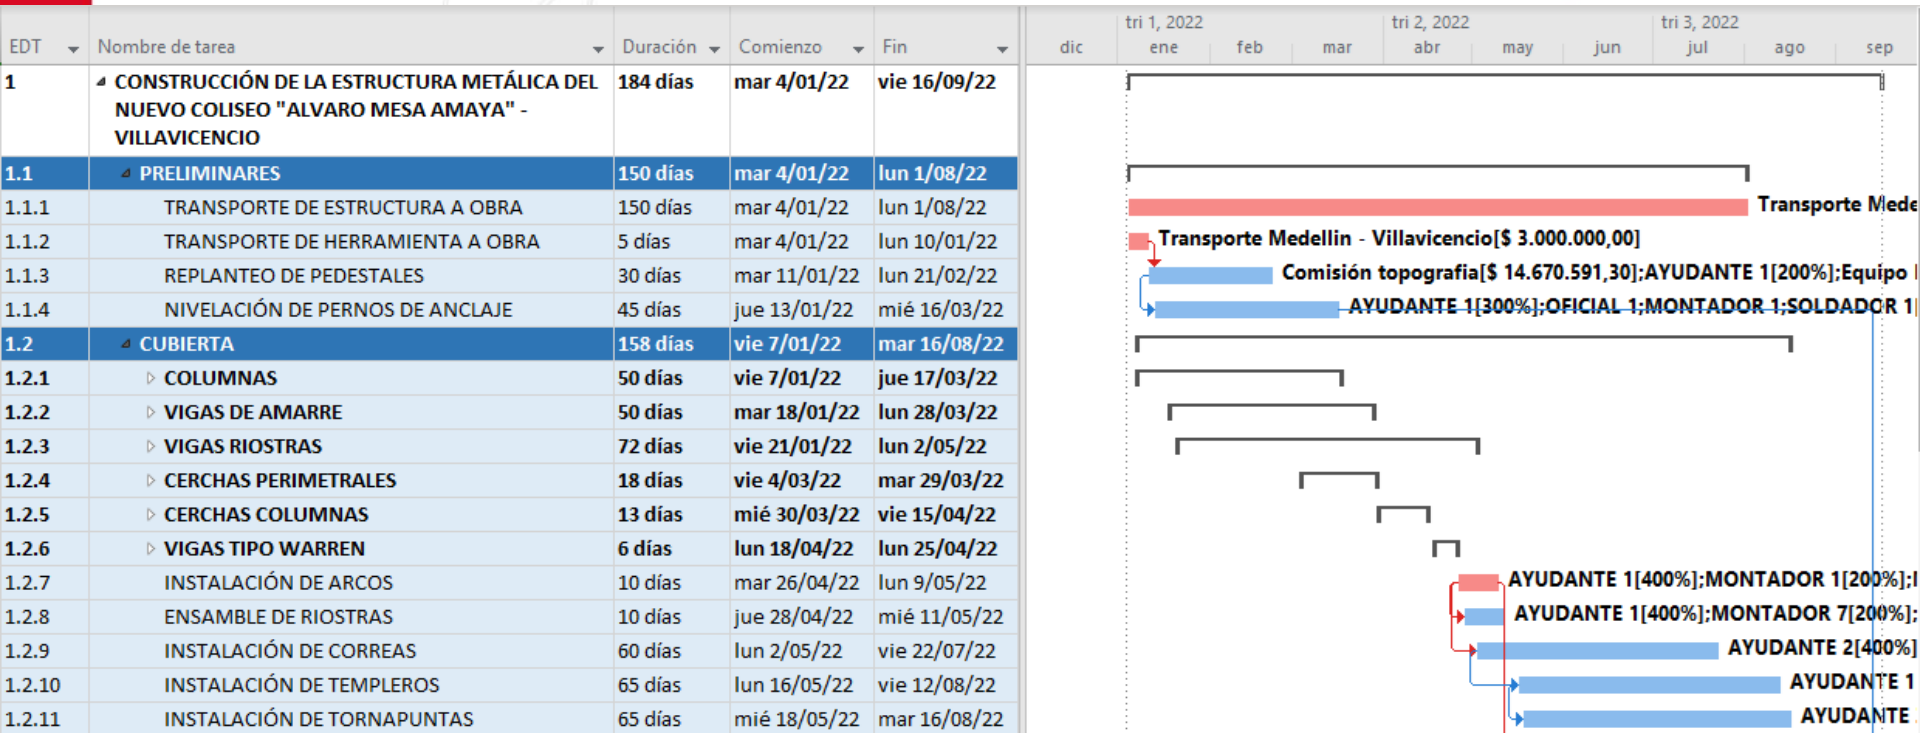 tri 1, 2022 tri 2, 2022 tri 3, 2022
EDT Nombre de tarea Duración Comienzo Fin dic ene feb mar abr may jun jul ago sep
1 CONSTRUCCIÓN DE LA ESTRUCTURA METÁLICA DEL 184 días mar 4/01/22 vie 16/09/22
NUEVO COLISEO "ALVARO MESA AMAYA" -
VILLAVICENCIO
1.1 PRELIMINARES 150 días mar 4/01/22 lun 1/08/22
1.1.1 TRANSPORTE DE ESTRUCTURA A OBRA 150 días mar 4/01/22 lun 1/08/22 Transporte Mede
1.1.2 TRANSPORTE DE HERRAMIENTA A OBRA 5 días mar 4/01/22 lun 10/01/22 Transporte Medellin - Villavicencio[$ 3.000.000,00]
1.1.3 REPLANTEO DE PEDESTALES 30 días mar 11/01/22 lun 21/02/22 Comisión topografia[$ 14.670.591,30];AYUDANTE 1[200%];Equipo
1.1.4 NIVELACIÓN DE PERNOS DE ANCLAJE 45 días jue 13/01/22 mié 16/03/22 AYUDANTE 1[300%];OFICIAL 1;MONTADOR 1;SOLDADOR 1
1.2 CUBIERTA 158 días vie 7/01/22 mar 16/08/22
1.2.1 COLUMNAS 50 días vie 7/01/22 jue 17/03/22
1.2.2 VIGAS DE AMARRE 50 días mar 18/01/22 lun 28/03/22
1.2.3 VIGAS RIOSTRAS 72 días vie 21/01/22 lun 2/05/22
1.2.4 CERCHAS PERIMETRALES 18 días vie 4/03/22 mar 29/03/22
1.2.5 CERCHAS COLUMNAS 13 días mié 30/03/22 vie 15/04/22
1.2.6 VIGAS TIPO WARREN 6 días lun 18/04/22 lun 25/04/22
1.2.7 INSTALACIÓN DE ARCOS 10 días mar 26/04/22 lun 9/05/22 AYUDANTE 1[400%];MONTADOR 1[200%];
1.2.8 ENSAMBLE DE RIOSTRAS 10 días jue 28/04/22 mié 11/05/22 AYUDANTE 1[400%];MONTADOR 7[200%];
1.2.9 INSTALACIÓN DE CORREAS 60 días lun 2/05/22 vie 22/07/22 AYUDANTE 2[400%]
1.2.10 INSTALACIÓN DE TEMPLEROS 65 días lun 16/05/22 vie 12/08/22 AYUDANTE 1
1.2.11 INSTALACIÓN DE TORNAPUNTAS 65 días mié 18/05/22 mar 16/08/22 AYUDANTE